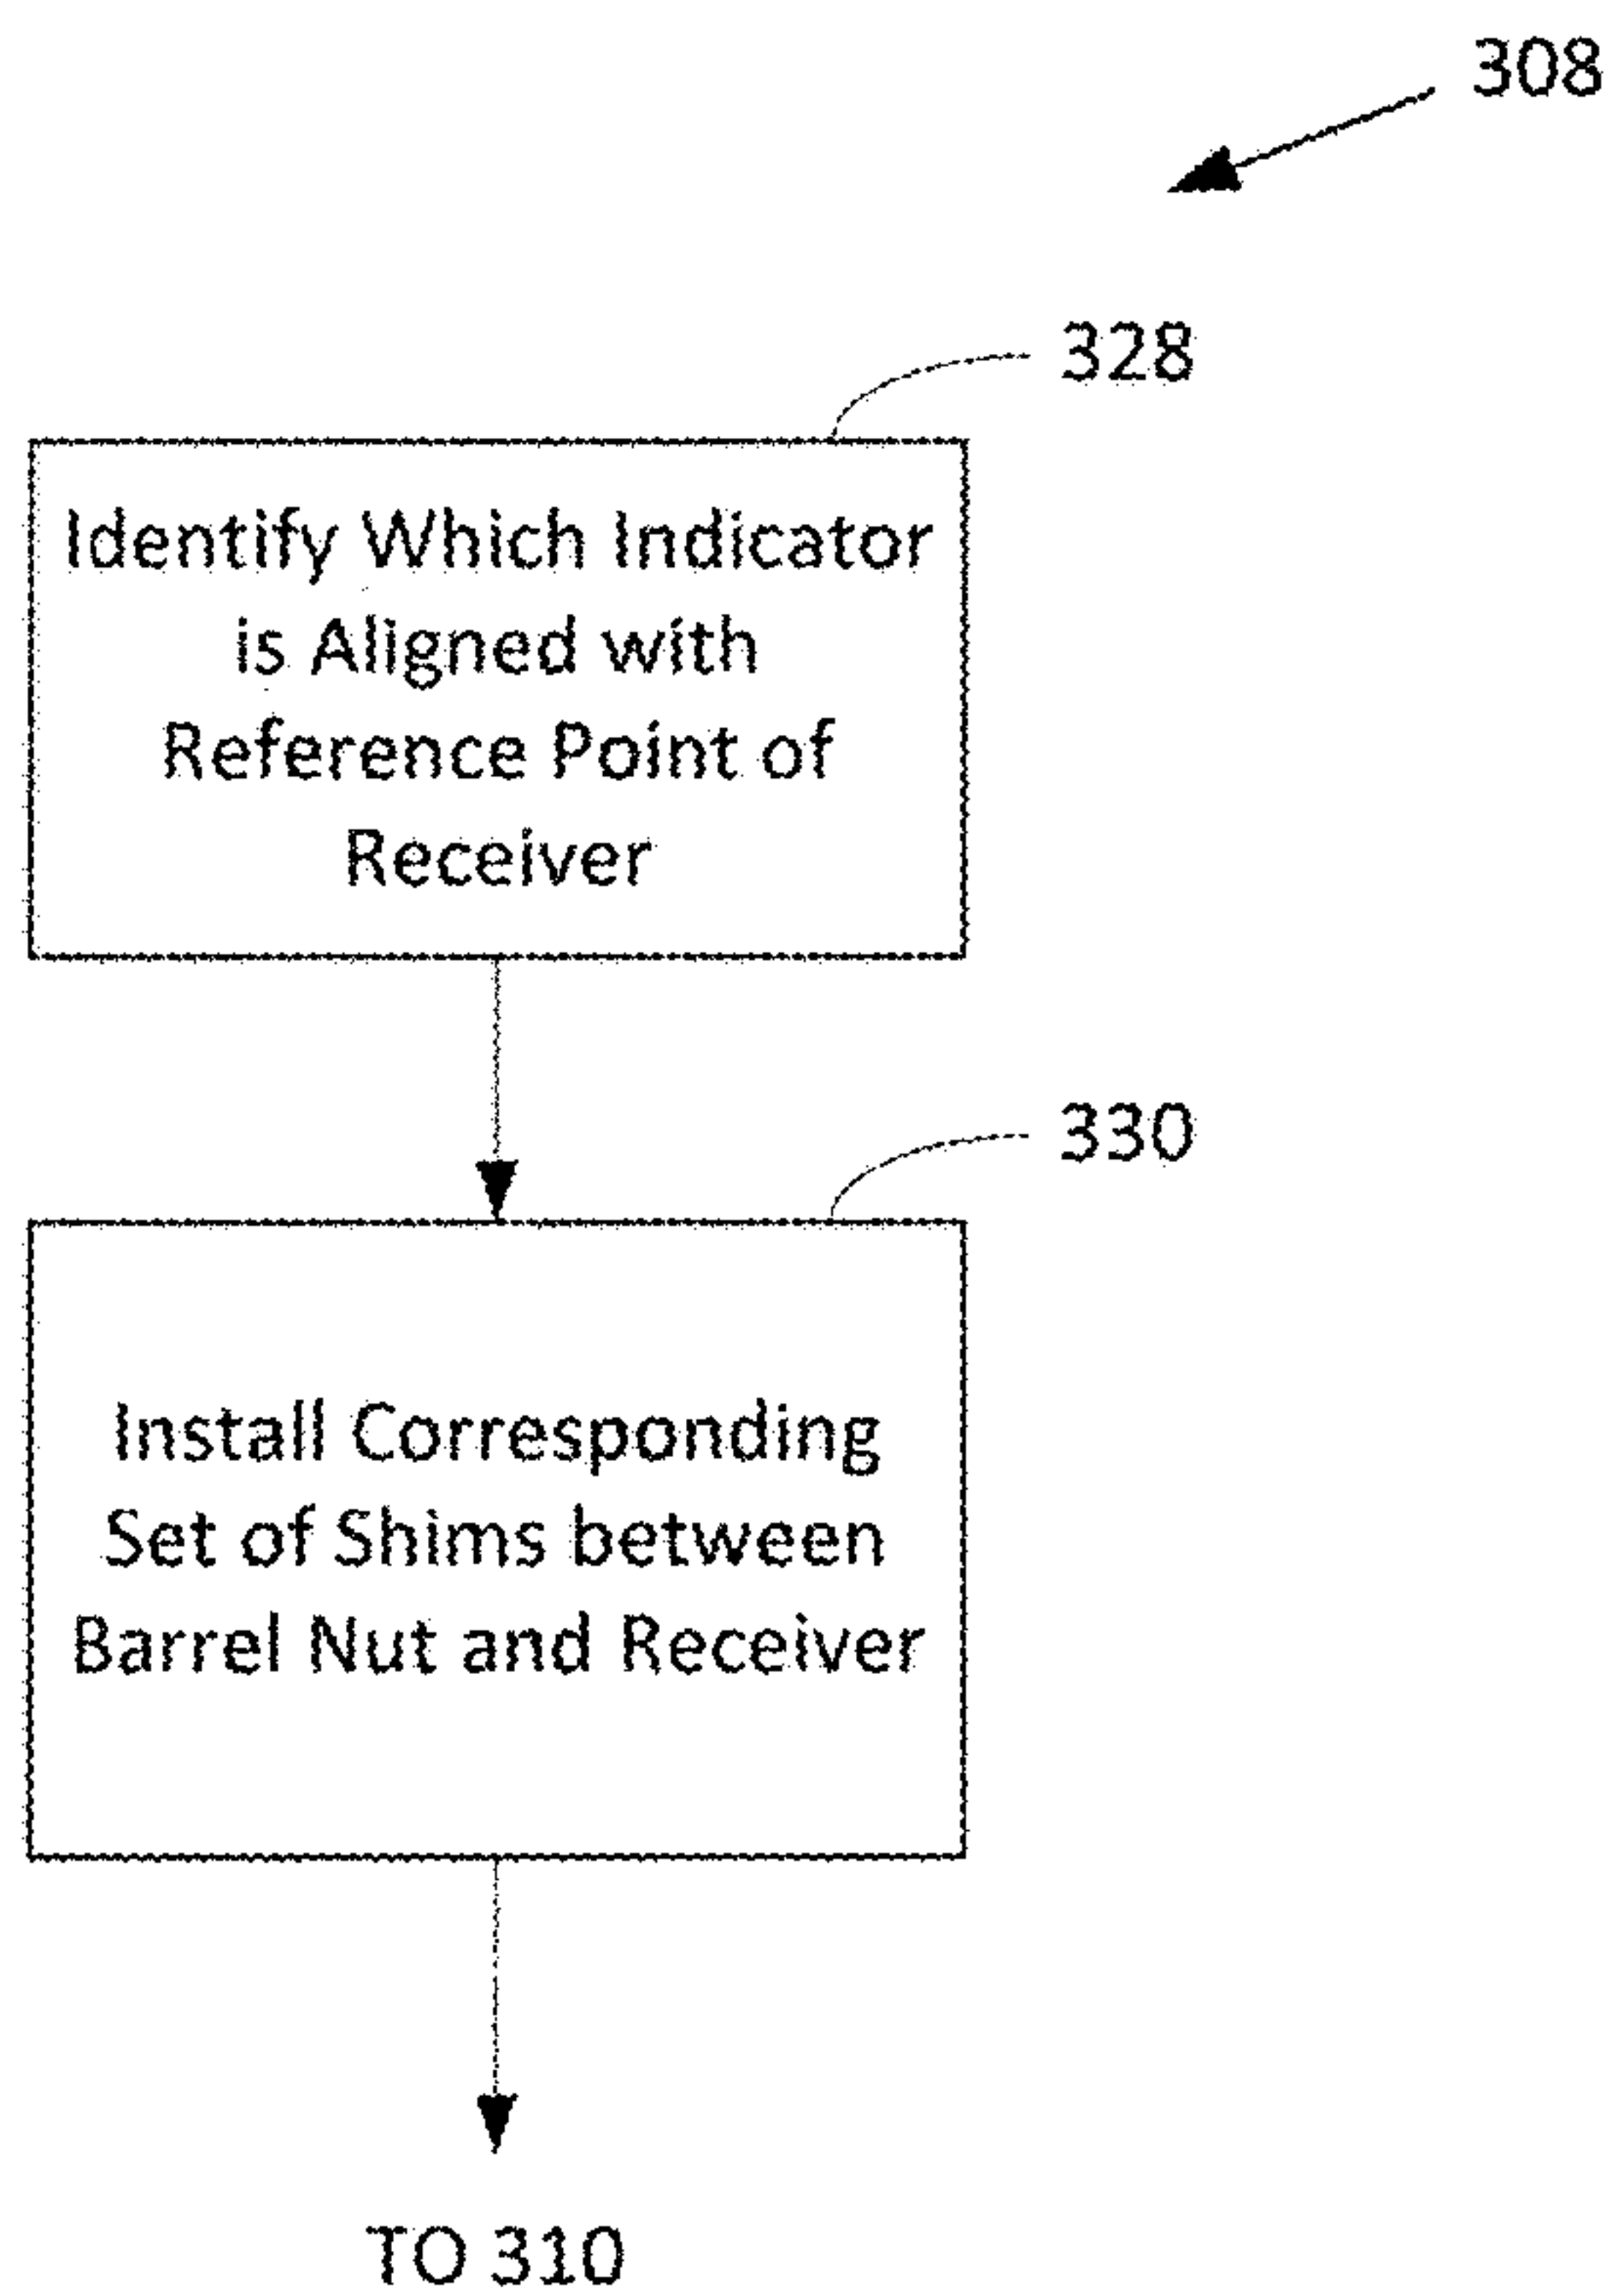 308
328
Identify Which Indicator
is Aligned with
Reference Point of
Receiver
330
Install Corresponding
Set of Shims between
Barrel Nut and Receiver
TO 310